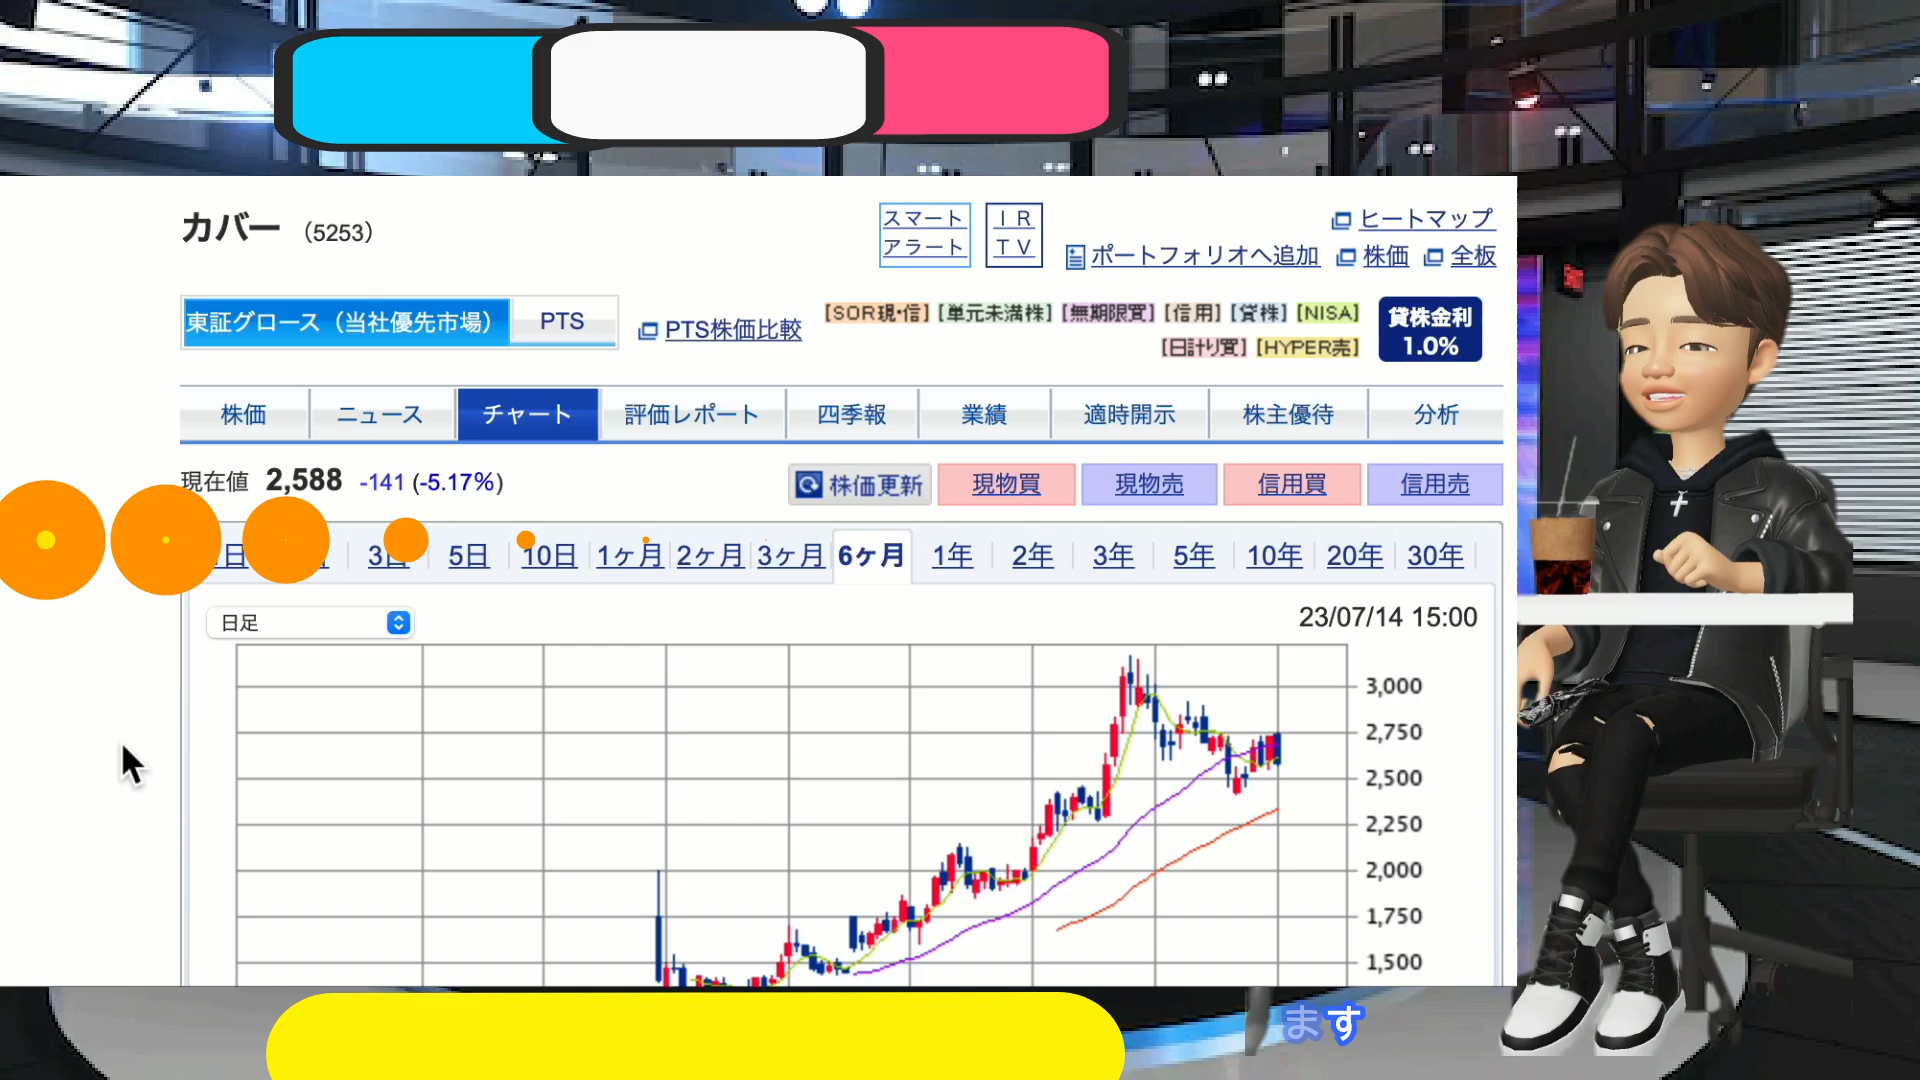 カバー （5253）
スマート
アラート
ＩＲ
ＴＶ
ヒートマップ
ポートフォリオへ追加 株価 全板
東証グロース（当社優先市場） PTS
PTS株価比較
[SOR現・信] [単元未満株] [無期限買] [信用] [貸株] [NISA]
[日計り買] [HYPER売]
貸株金利
1.0%
株価 ニュース チャート 評価レポート 四季報 業績 適時開示 株主優待 分析
現在値 2,588 -141 (-5.17%)
株価更新 現物買 現物売 信用買 信用売
日 3日 5日 10日 1ヶ月 2ヶ月 3ヶ月 6ヶ月 1年 2年 3年 5年 10年 20年 30年
日足
23/07/14 15:00
3,000
2,750
2,500
2,250
2,000
1,750
1,500
ます